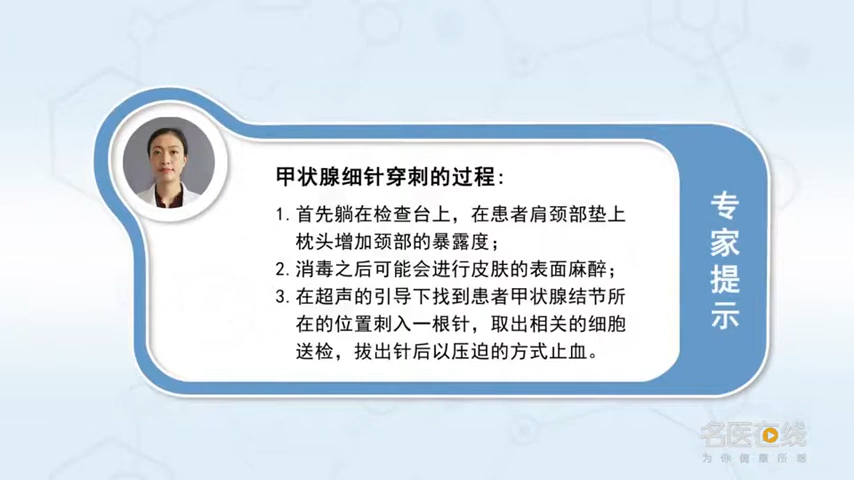 甲状腺细针穿刺的过程：
1. 首先躺在检查台上，在患者肩颈部垫上
枕头增加颈部的暴露度；
2. 消毒之后可能会进行皮肤的表面麻醉；
3. 在超声的引导下找到患者甲状腺结节所
在的位置刺入一根针，取出相关的细胞
送检，拔出针后以压迫的方式止血。
专家提示
名医在线
为你健康所想